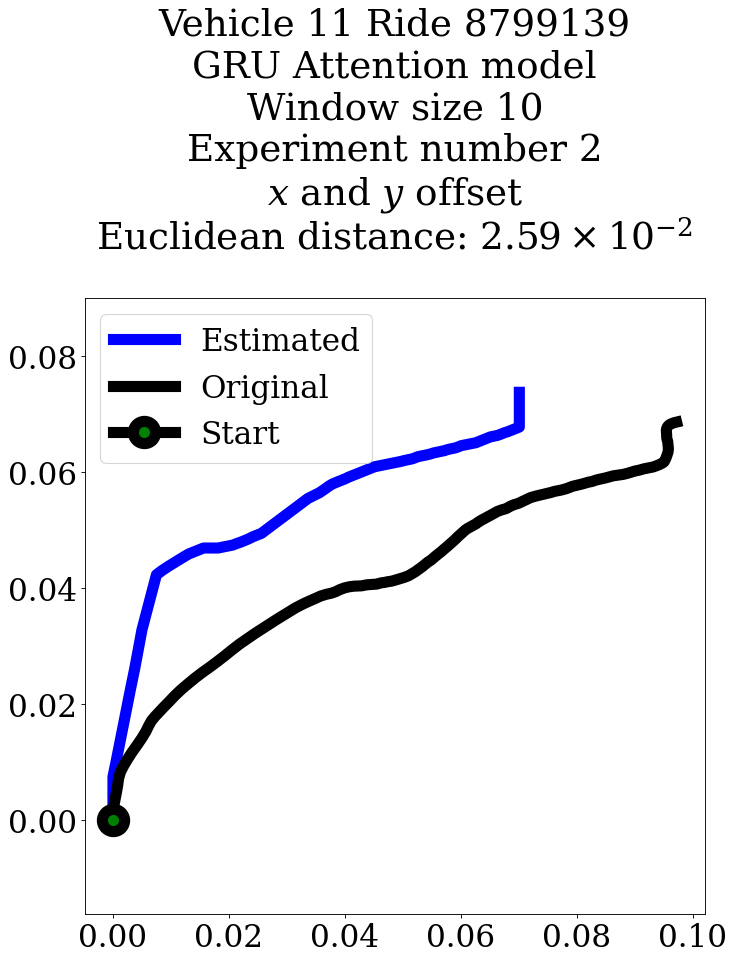 Vehicle 11 Ride 8799139
GRU Attention model
Window size 10
Experiment number 2
x and y offset
Euclidean distance: 2.59 × 10⁻²
Estimated
Original
Start
0.08
0.06
0.04
0.02
0.00
0.00 0.02 0.04 0.06 0.08 0.10